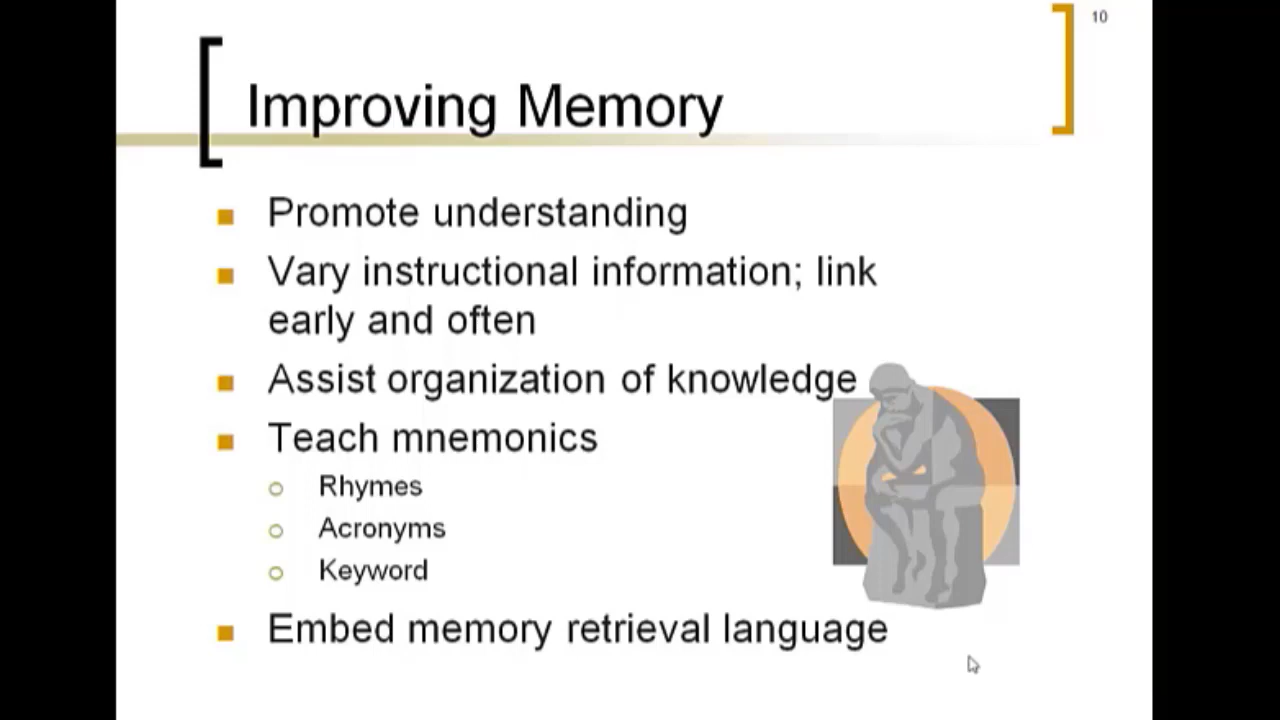 10
Improving Memory
Promote understanding
Vary instructional information; link
early and often
Assist organization of knowledge
Teach mnemonics
Rhymes
Acronyms
Keyword
Embed memory retrieval language